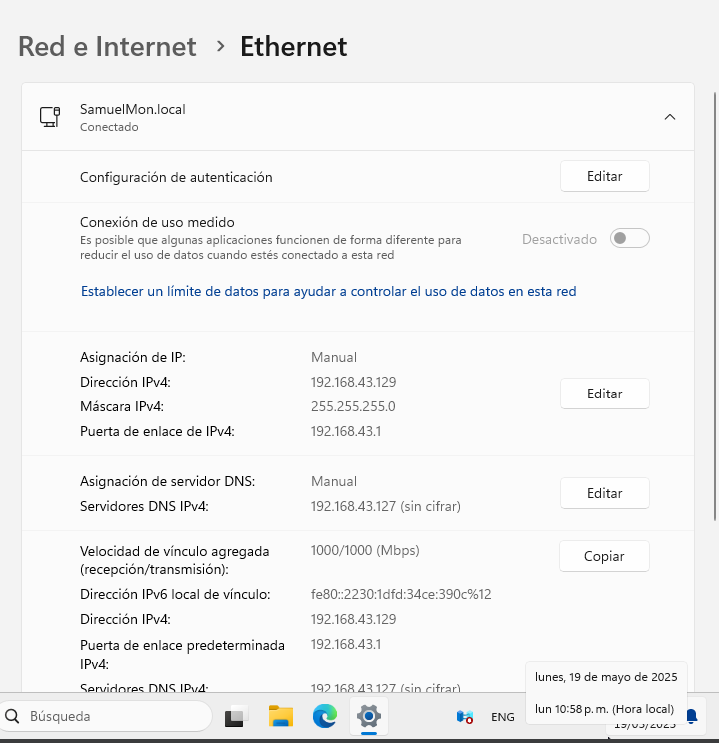 Red e Internet > Ethernet
SamuelMon.local
Conectado
Configuración de autenticación
Editar
Conexión de uso medido
Es posible que algunas aplicaciones funcionen de forma diferente para
reducir el uso de datos cuando estés conectado a esta red
Desactivado
Establecer un límite de datos para ayudar a controlar el uso de datos en esta red
Asignación de IP: Manual
Dirección IPv4: 192.168.43.129
Máscara IPv4: 255.255.255.0
Puerta de enlace de IPv4: 192.168.43.1
Editar
Asignación de servidor DNS: Manual
Servidores DNS IPv4: 192.168.43.127 (sin cifrar)
Editar
Velocidad de vínculo agregada
(recepción/transmisión): 1000/1000 (Mbps)
Copiar
Dirección IPv6 local de vínculo: fe80::2230:1dfd:34ce:390c%12
Dirección IPv4: 192.168.43.129
Puerta de enlace predeterminada
IPv4: 192.168.43.1
Servidores DNS IPv4: 192.168.43.127 (sin cifrar)
lunes, 19 de mayo de 2025
lun 10:58 p. m. (Hora local)
Búsqueda
ENG
19/05/2025